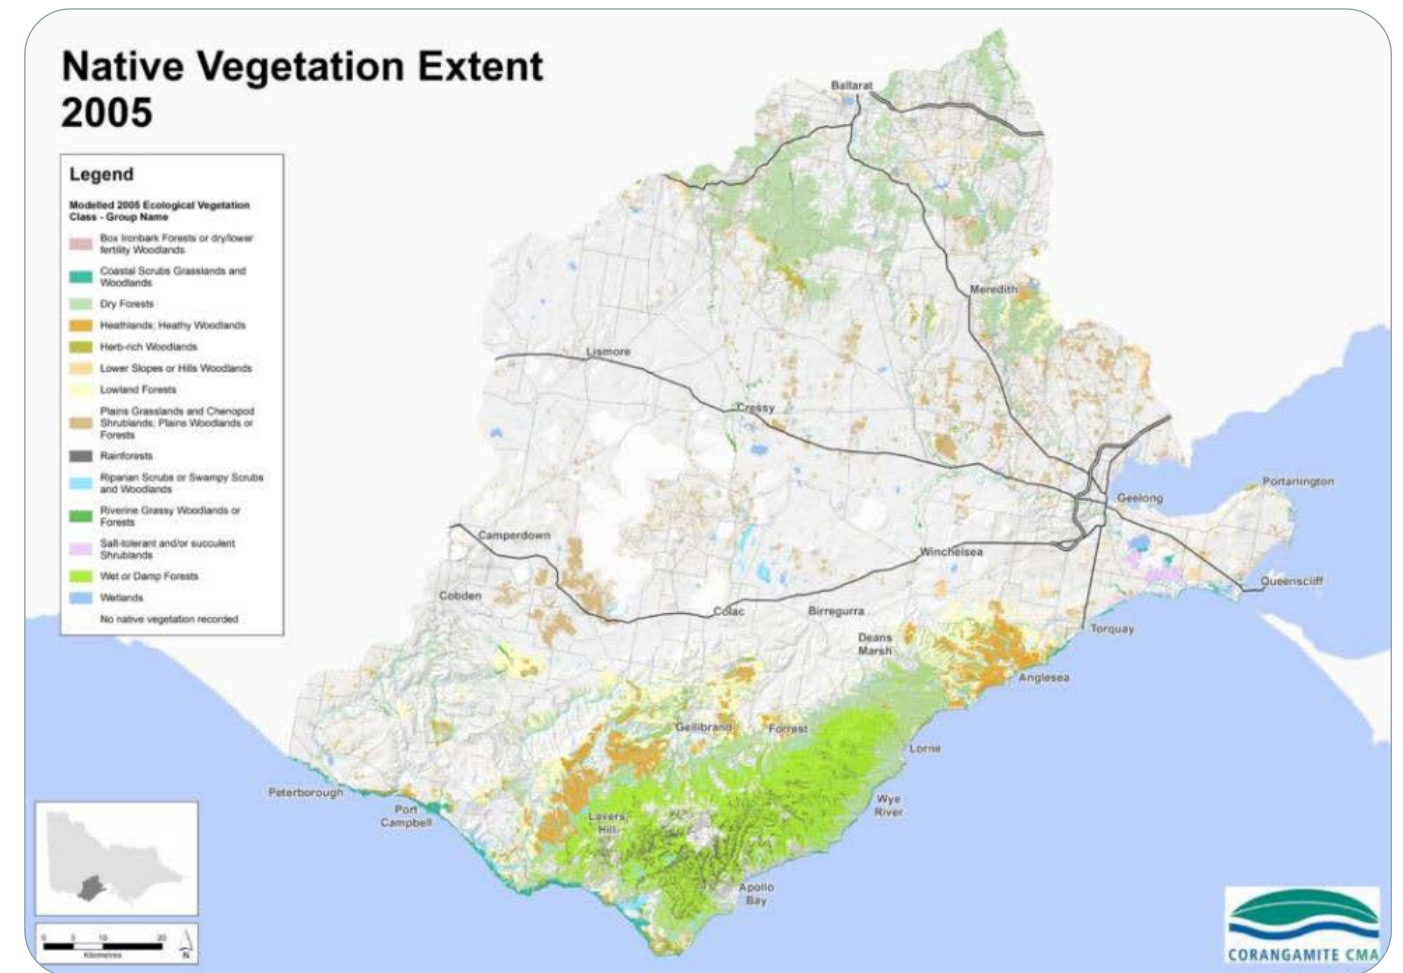 Native Vegetation Extent
2005
Legend
Modelled 2005 Ecological Vegetation
Class - Group Name
Box Ironbark Forests or dry/lower
fertility Woodlands
Coastal Scrubs Grasslands and
Woodlands
Dry Forests
Heathlands; Heathy Woodlands
Herb-rich Woodlands
Lower Slopes or Hills Woodlands
Lowland Forests
Plains Grasslands and Chenopod
Shrublands; Plains Woodlands or
Forests
Rainforests
Riparian Scrubs or Swampy Scrubs
and Woodlands
Riverine Grassy Woodlands or
Forests
Salt-tolerant and/or succulent
Shrublands
Wet or Damp Forests
Wetlands
No native vegetation recorded
Ballarat
Meredith
Lismore
Cressy
Portarlington
Geelong
Camperdown
Winchelsea
Queenscliff
Cobden
Colac
Birregurra
Torquay
Deans
Marsh
Anglesea
Gellibrand
Forrest
Lorne
Peterborough
Port
Campbell
Wye
River
Lavers
Hill
Apollo
Bay
0 5 10 20
Kilometres
N
CORANGAMITE CMA